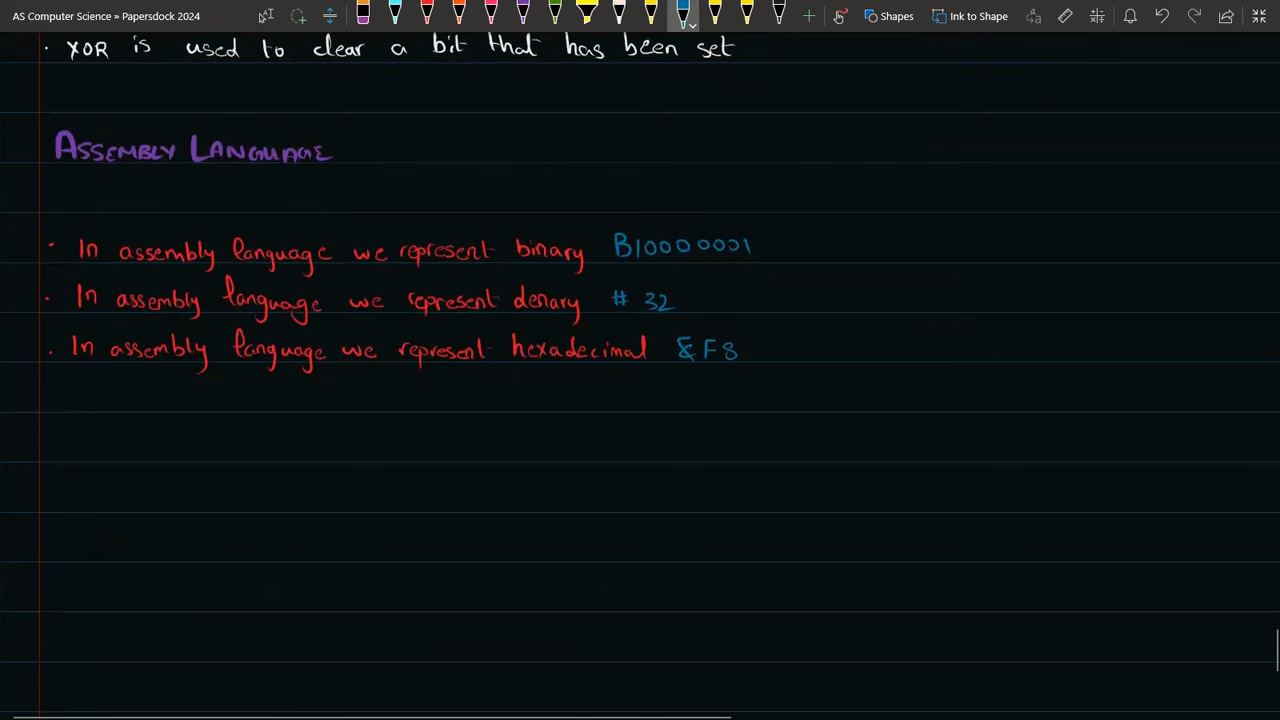 AS Computer Science » Papersdock 2024
Shapes
Ink to Shape
· XOR is used to clear a bit that has been set
ASSEMBLY LANGUAGE
· In assembly language we represent binary B10000001
· In assembly language we represent denary # 32
· In assembly language we represent hexadecimal &F8